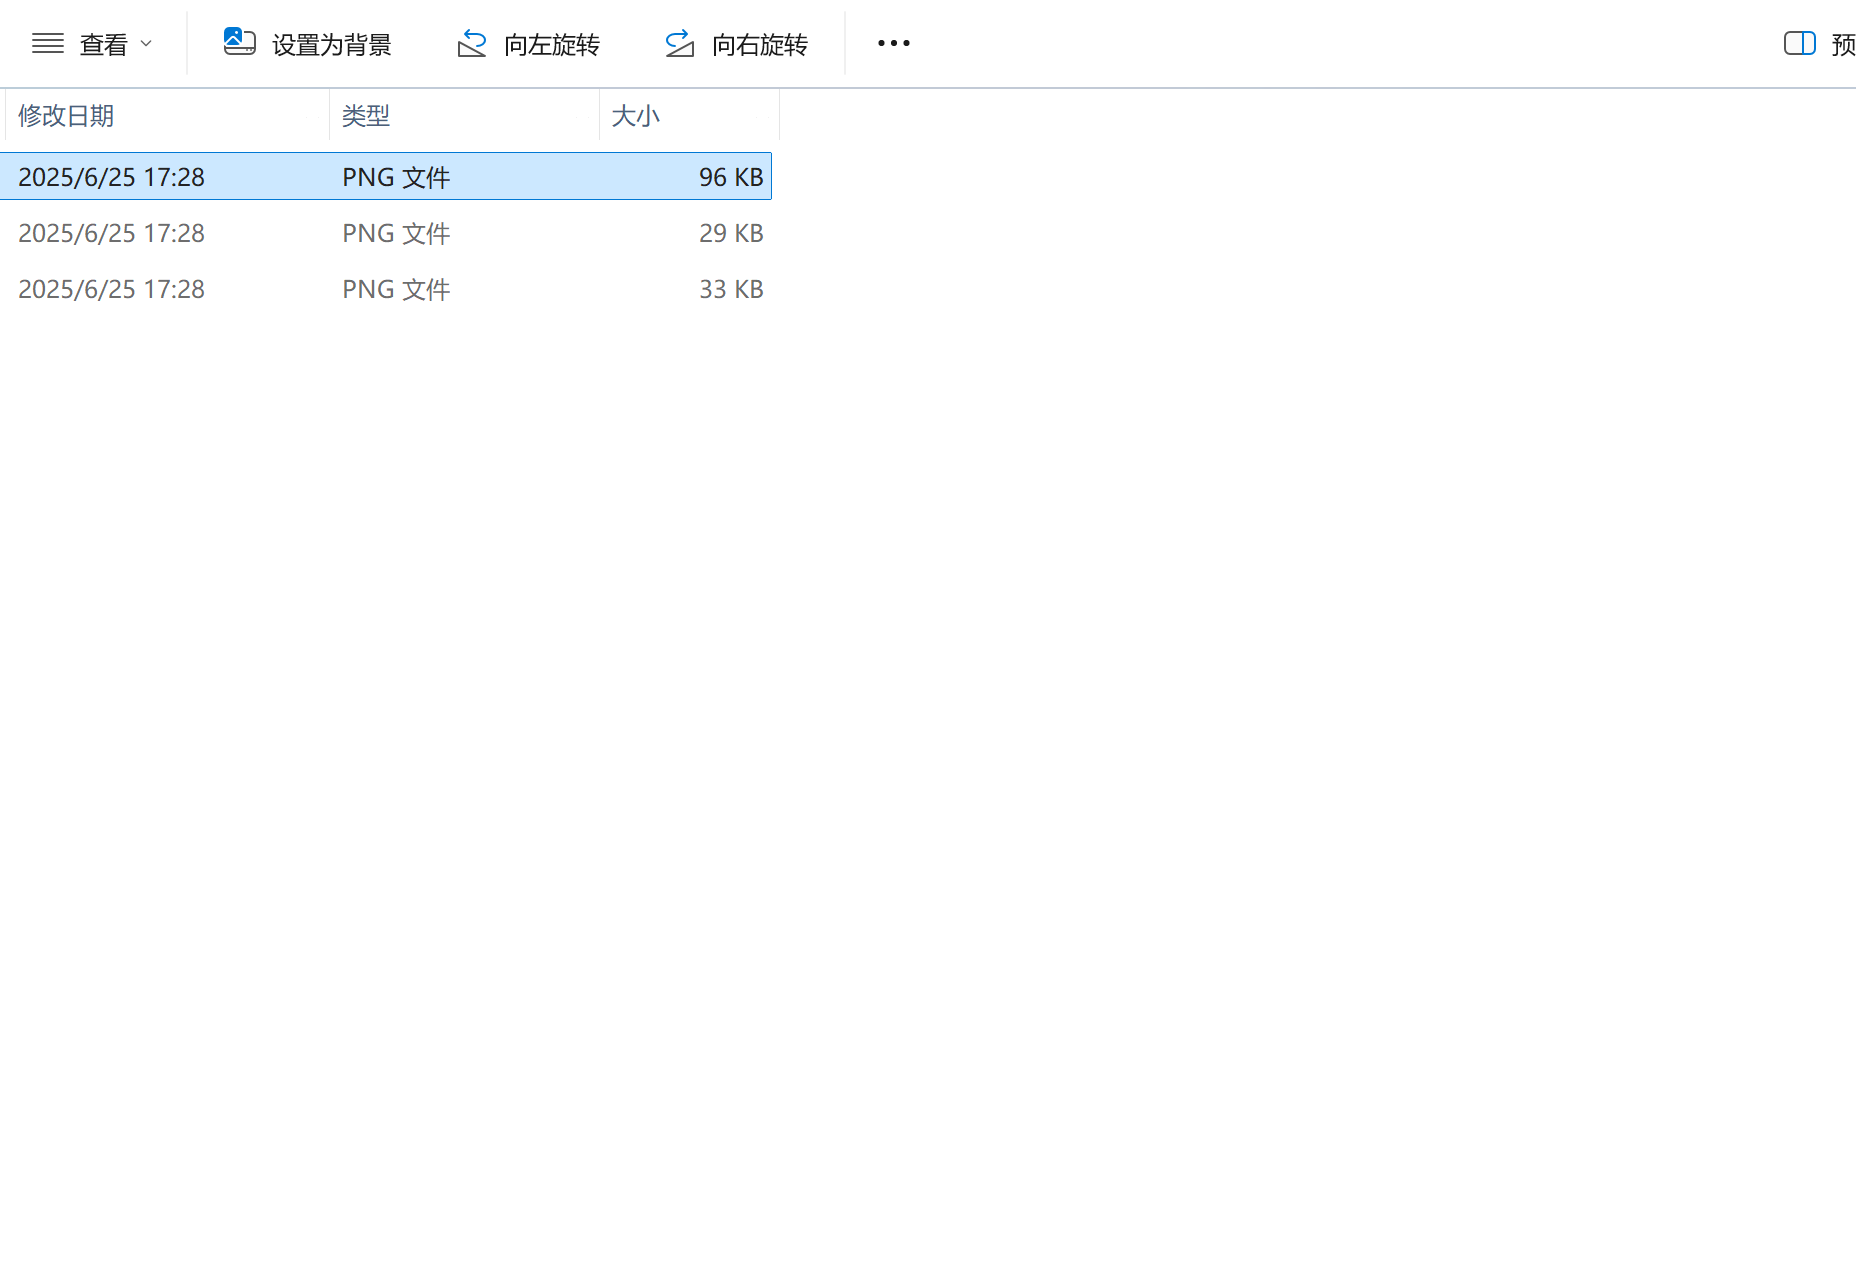 查看 设置为背景 向左旋转 向右旋转 预
修改日期 类型 大小
2025/6/25 17:28 PNG 文件 96 KB
2025/6/25 17:28 PNG 文件 29 KB
2025/6/25 17:28 PNG 文件 33 KB